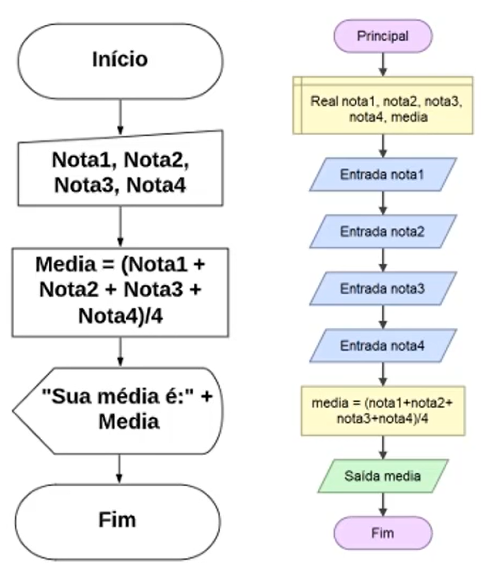 Início
Nota1, Nota2,
Nota3, Nota4
Media = (Nota1 +
Nota2 + Nota3 +
Nota4)/4
"Sua média é:" +
Media
Fim
Principal
Real nota1, nota2, nota3,
nota4, media
Entrada nota1
Entrada nota2
Entrada nota3
Entrada nota4
media = (nota1+nota2+
nota3+nota4)/4
Saída media
Fim